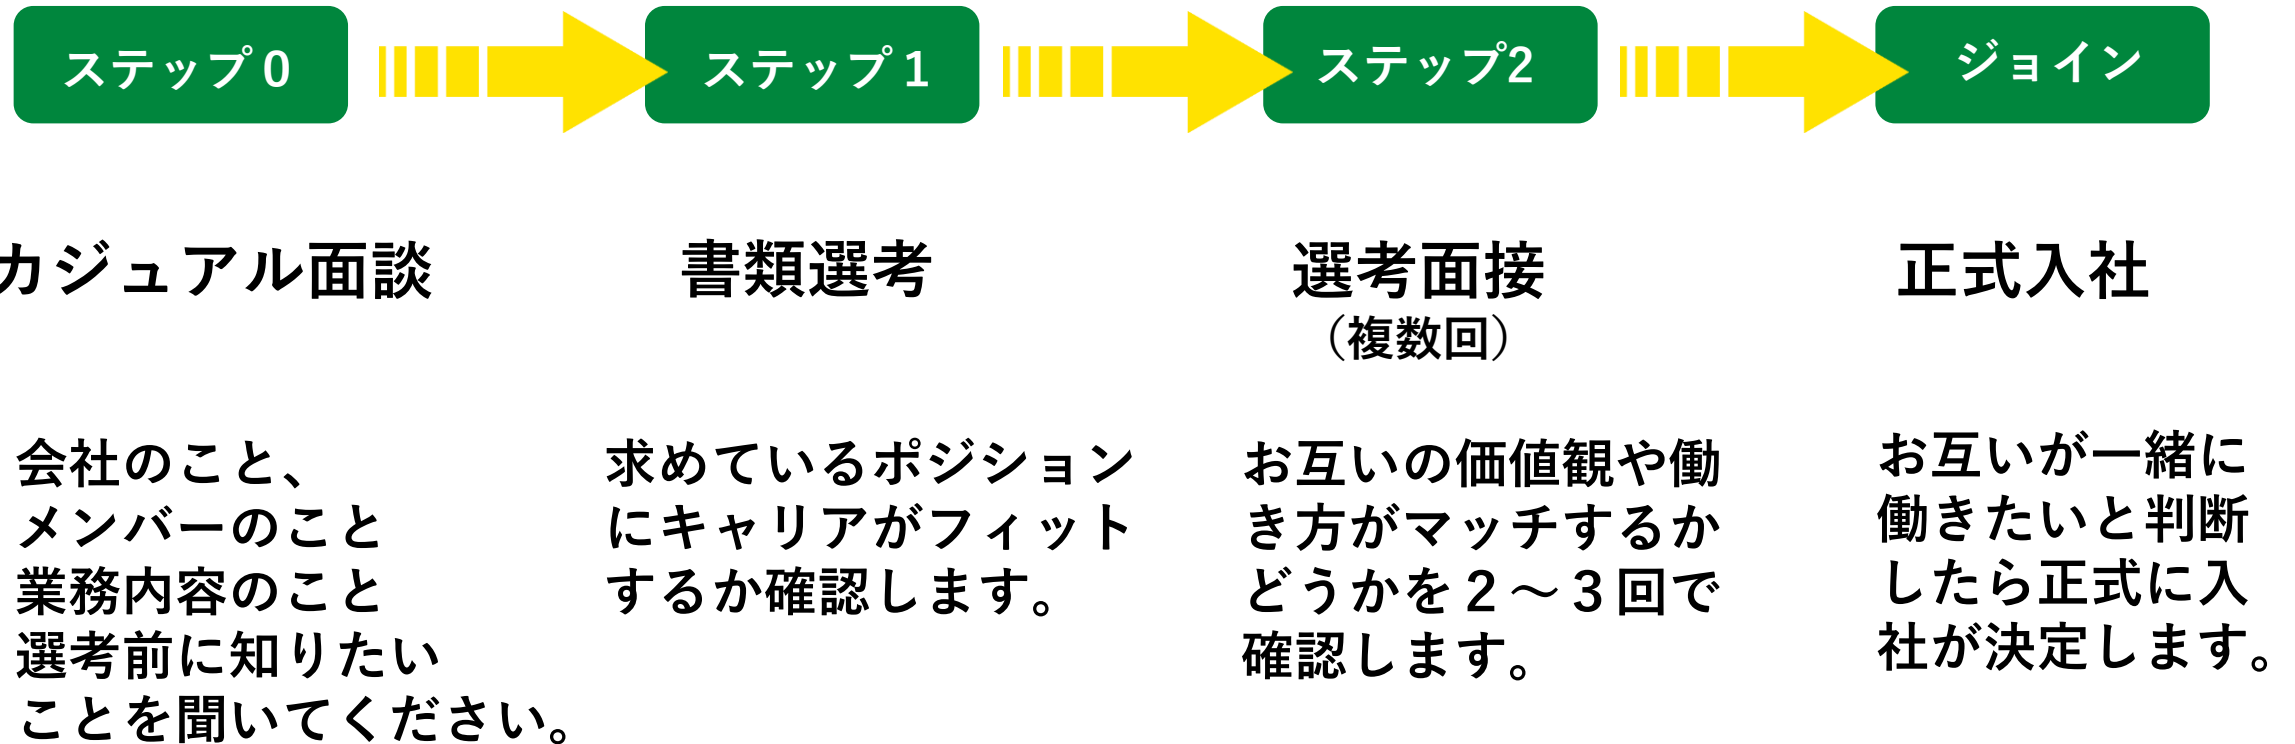 ステップ0
ステップ1
ステップ2
ジョイン
カジュアル面談
書類選考
選考面接
（複数回）
正式入社
会社のこと、
メンバーのこと
業務内容のこと
選考前に知りたい
ことを聞いてください。
求めているポジション
にキャリアがフィット
するか確認します。
お互いの価値観や働
き方がマッチするか
どうかを２〜３回で
確認します。
お互いが一緒に
働きたいと判断
したら正式に入
社が決定します。